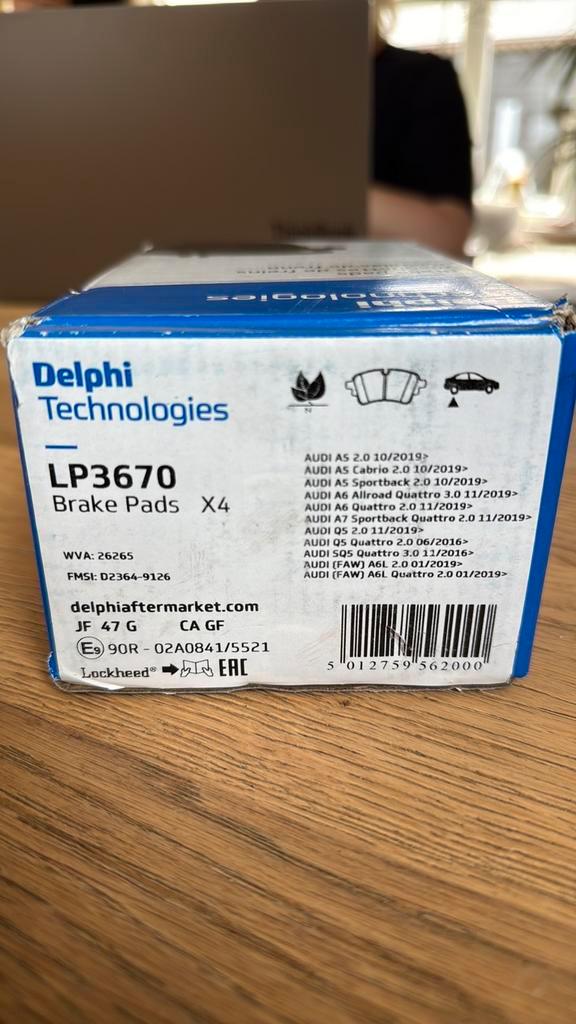 Delphi
Technologies
LP3670
Brake Pads X4
WVA: 26265
FMSI: D2364-9126
delphiaftermarket.com
JF 47 G CA GF
E9 90R - 02A0841/5521
Lockheed® EAC
N
AUDI A5 2.0 10/2019>
AUDI A5 Cabrio 2.0 10/2019>
AUDI A5 Sportback 2.0 10/2019>
AUDI A6 Allroad Quattro 3.0 11/2019>
AUDI A6 Quattro 2.0 11/2019>
AUDI A7 Sportback Quattro 2.0 11/2019>
AUDI Q5 2.0 11/2019>
AUDI Q5 Quattro 2.0 06/2016>
AUDI SQ5 Quattro 3.0 11/2016>
AUDI (FAW) A6L 2.0 01/2019>
AUDI (FAW) A6L Quattro 2.0 01/2019>
5 012759 562000
Delphi
Technologies